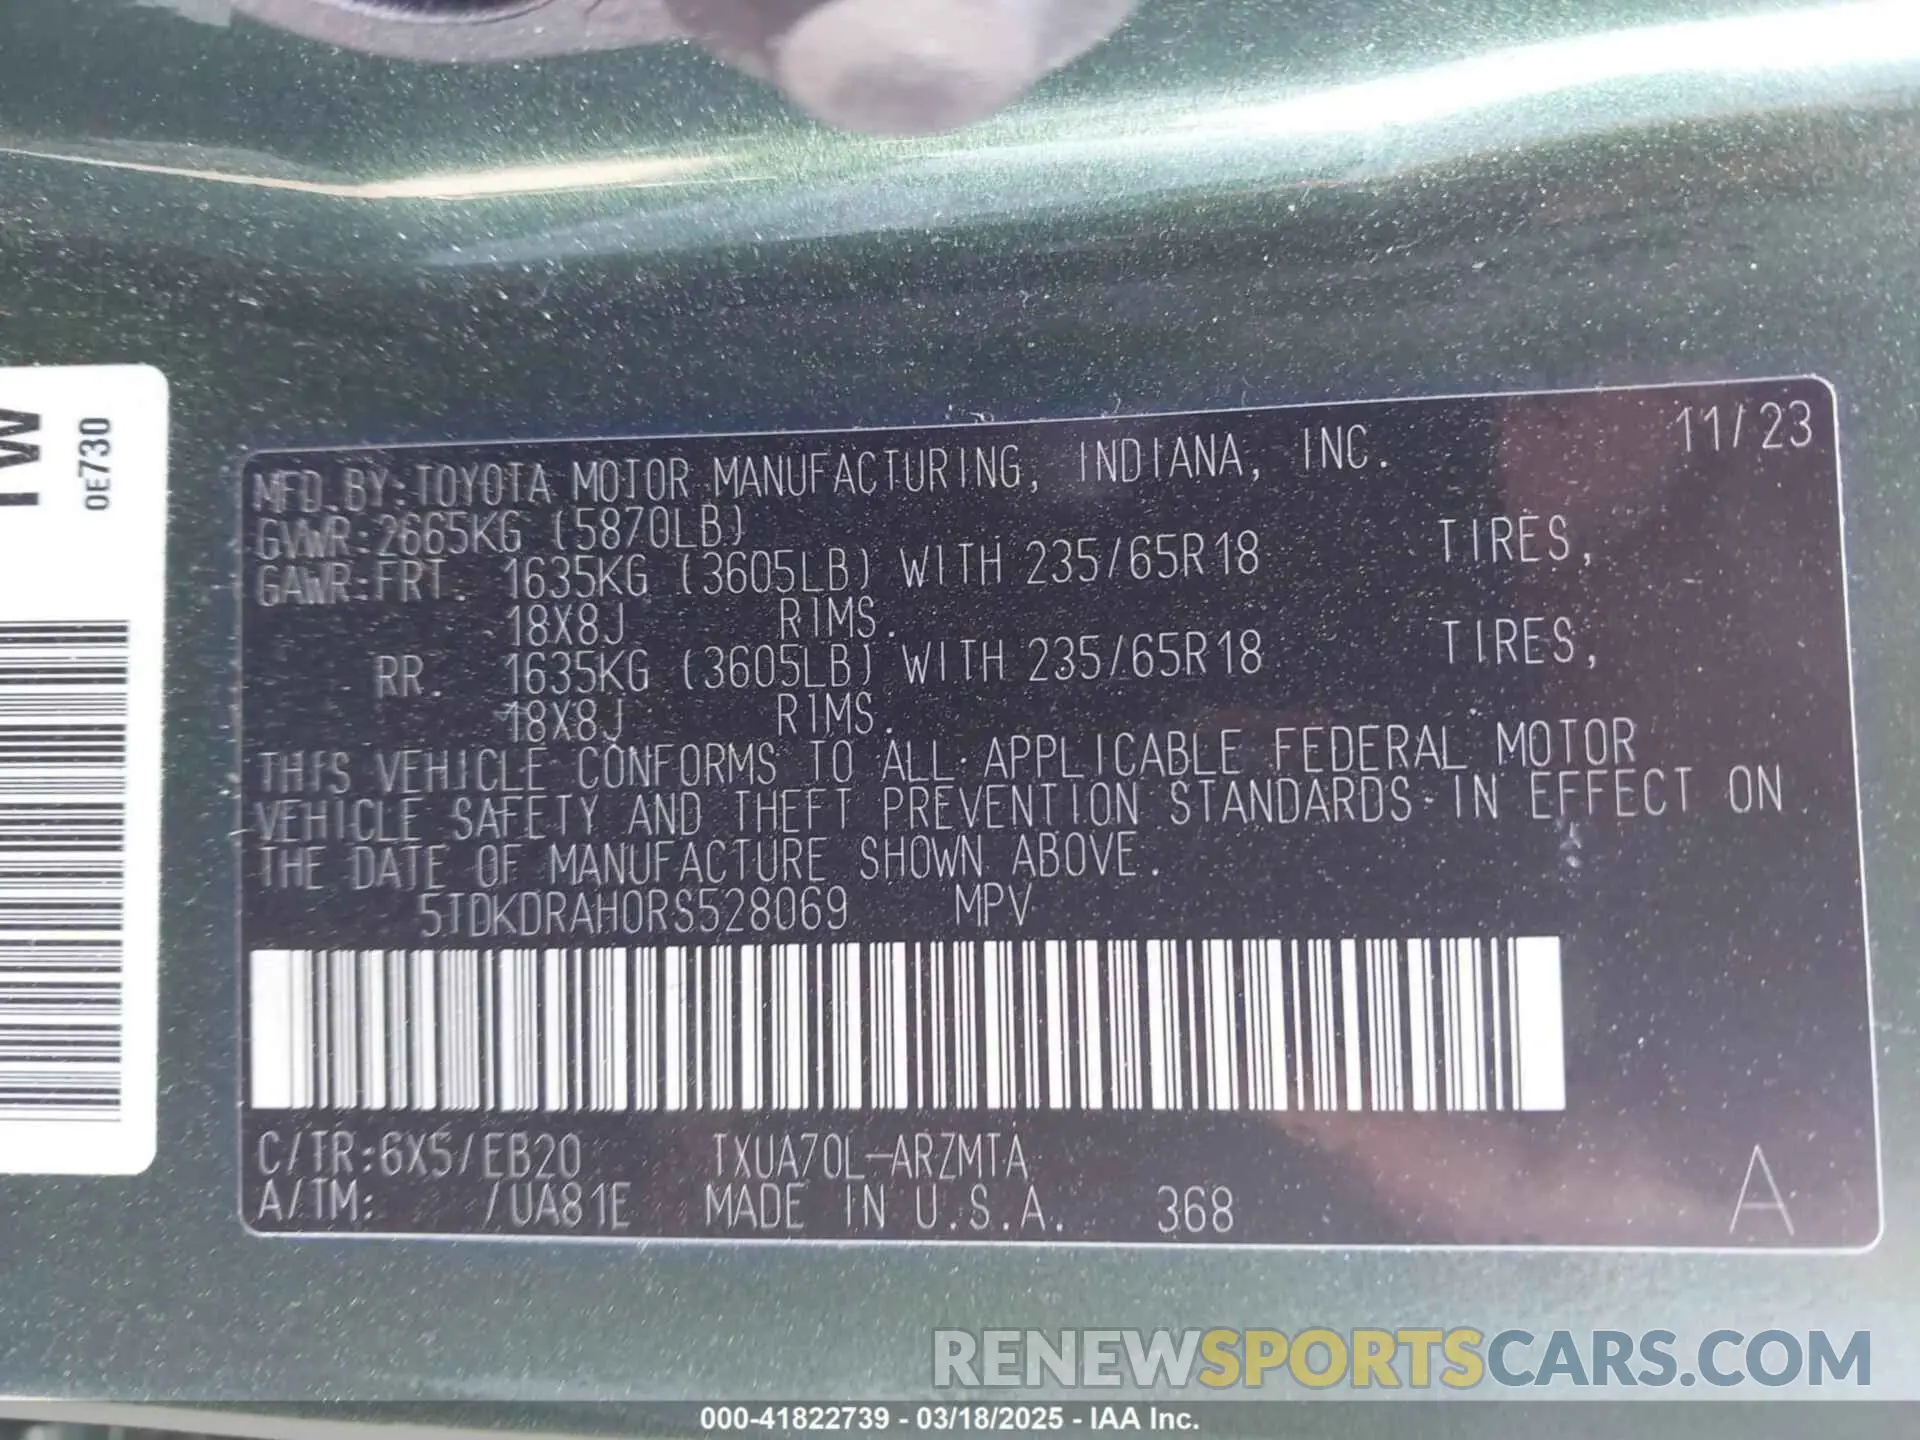 11/23
MFD.BY:TOYOTA MOTOR MANUFACTURING, INDIANA, INC.
GVWR:2665KG (5870LB)
GAWR:FRT. 1635KG (3605LB) WITH 235/65R18 TIRES,
18X8J RIMS.
RR. 1635KG (3605LB) WITH 235/65R18 TIRES,
18X8J RIMS.
THIS VEHICLE CONFORMS TO ALL APPLICABLE FEDERAL MOTOR
VEHICLE SAFETY AND THEFT PREVENTION STANDARDS IN EFFECT ON
THE DATE OF MANUFACTURE SHOWN ABOVE.
5TDKDRAH0RS528069 MPV
C/TR:6X5/EB20 TXUA70L-ARZMTA
A/TM: /UA81E MADE IN U.S.A. 368
A
0E730
RENEWSPORTSCARS.COM
000-41822739 - 03/18/2025 - IAA Inc.